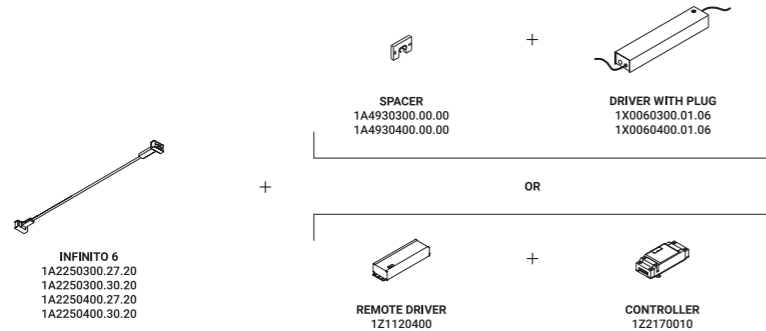 +
SPACER
1A4930300.00.00
1A4930400.00.00
DRIVER WITH PLUG
1X0060300.01.06
1X0060400.01.06
+
OR
INFINITO 6
1A2250300.27.20
1A2250300.30.20
1A2250400.27.20
1A2250400.30.20
+
REMOTE DRIVER
1Z1120400
CONTROLLER
1Z2170010